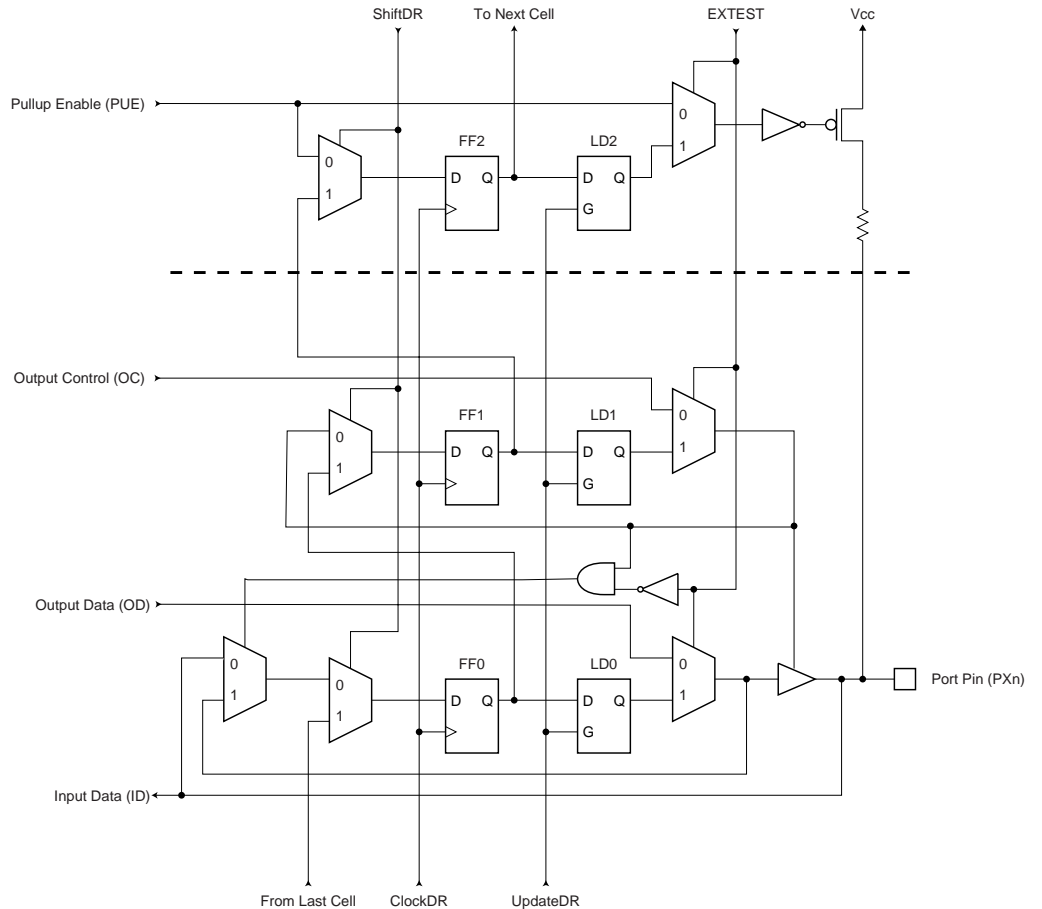 ShiftDR To Next Cell EXTEST Vcc
Pullup Enable (PUE)
0
1
FF2
D Q
LD2
D Q
G
0
1
Output Control (OC)
0
1
FF1
D Q
LD1
D Q
G
0
1
Output Data (OD)
0
1
0
1
FF0
D Q
LD0
D Q
G
0
1
Port Pin (PXn)
Input Data (ID)
From Last Cell ClockDR UpdateDR